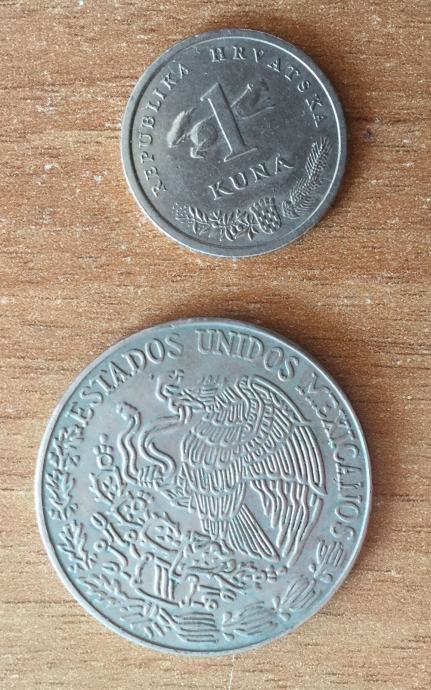 REPUBLIKA HRVATSKA
1
KUNA
ESTADOS UNIDOS MEXICANOS